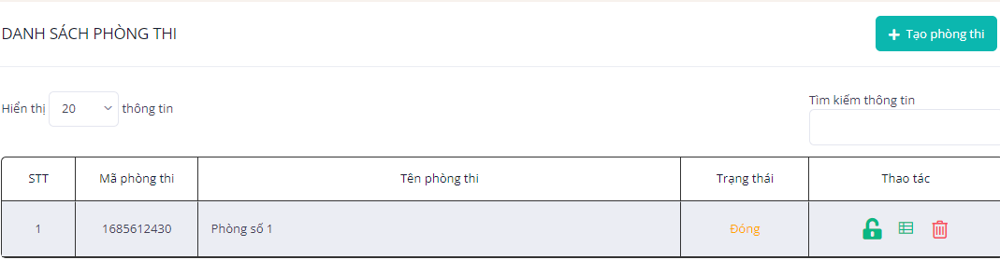 DANH SÁCH PHÒNG THI
Tạo phòng thi
Hiển thị 20 thông tin
Tìm kiếm thông tin
STT Mã phòng thi Tên phòng thi Trạng thái Thao tác
1 1685612430 Phòng số 1 Đóng